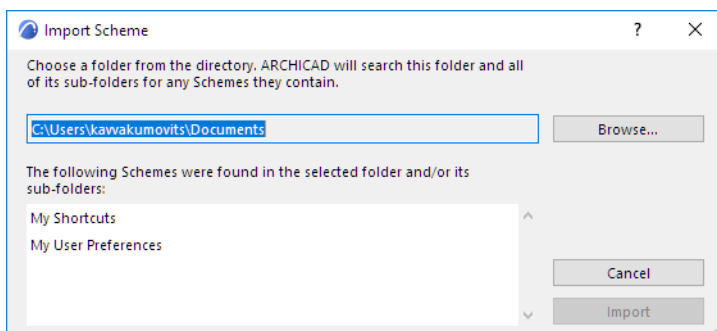 Import Scheme ? ×
Choose a folder from the directory. ARCHICAD will search this folder and all
of its sub-folders for any Schemes they contain.
C:\Users\kavvakumovits\Documents Browse...
The following Schemes were found in the selected folder and/or its
sub-folders:
My Shortcuts
My User Preferences
Cancel
Import